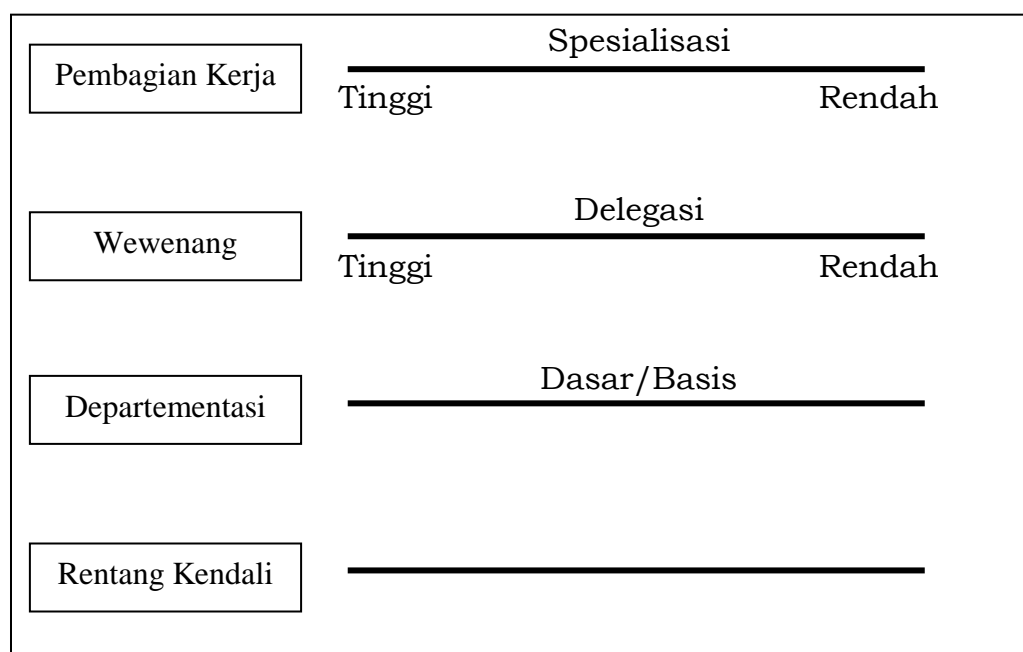 Spesialisasi
Pembagian Kerja
Tinggi Rendah
Delegasi
Wewenang
Tinggi Rendah
Dasar/Basis
Departementasi
Rentang Kendali